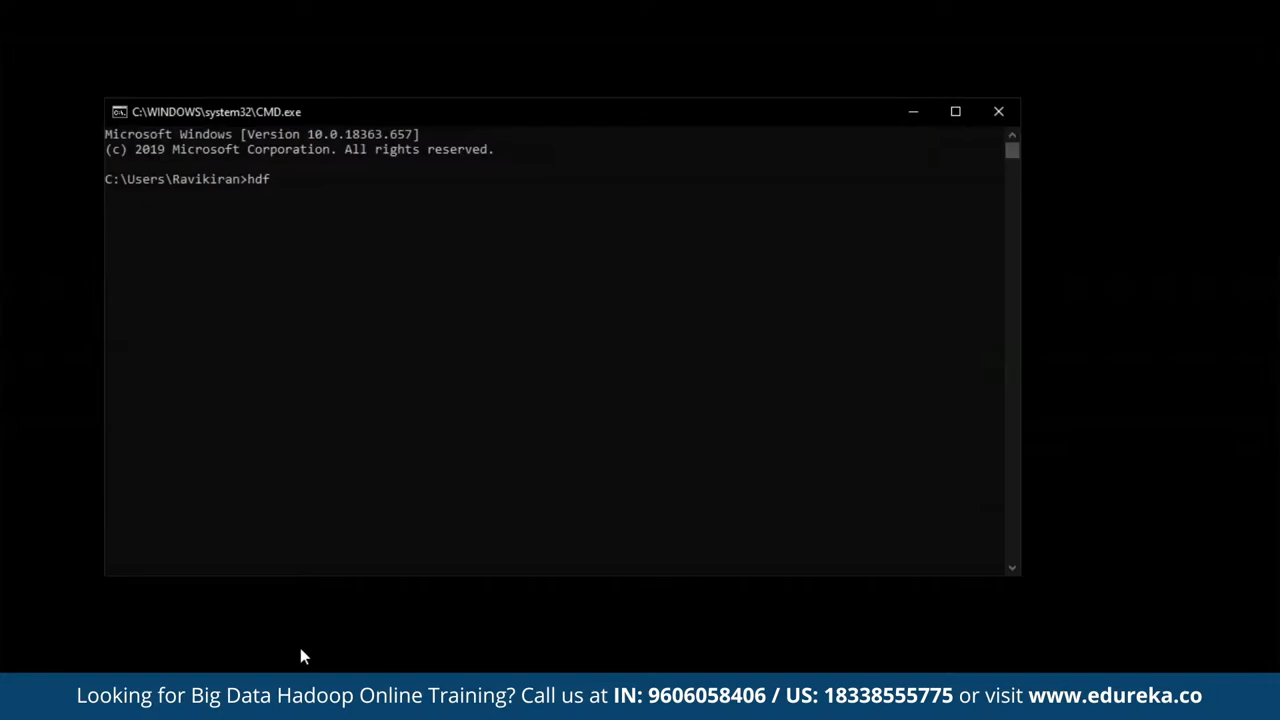 C:\WINDOWS\system32\CMD.exe
Microsoft Windows [Version 10.0.18363.657]
(c) 2019 Microsoft Corporation. All rights reserved.
C:\Users\Ravikiran>hdf
Looking for Big Data Hadoop Online Training? Call us at IN: 9606058406 / US: 18338555775 or visit www.edureka.co